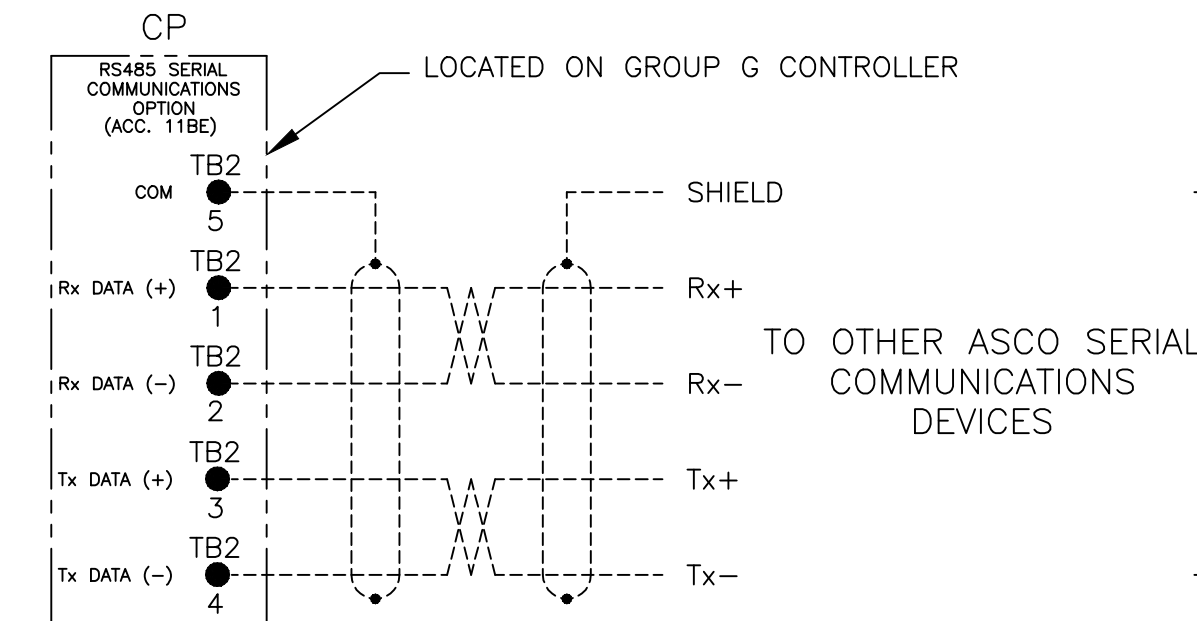 CP
RS485 SERIAL
COMMUNICATIONS
OPTION
(ACC. 11BE)
LOCATED ON GROUP G CONTROLLER
TB2
COM
5
SHIELD
TB2
Rx DATA (+)
1
Rx+
TB2
Rx DATA (-)
2
Rx-
TO OTHER ASCO SERIAL
COMMUNICATIONS
DEVICES
TB2
Tx DATA (+)
3
Tx+
TB2
Tx DATA (-)
4
Tx-